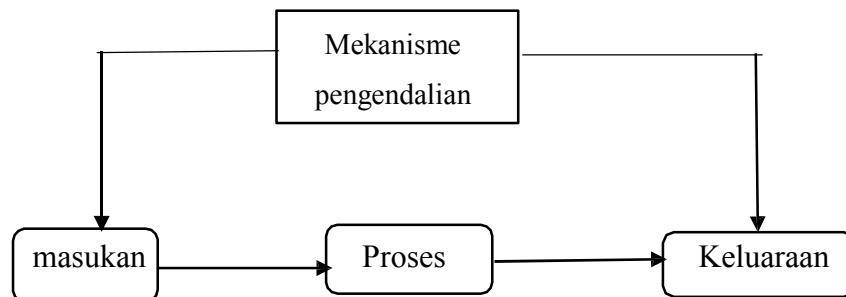 Mekanisme
pengendalian
masukan
Proses
Keluaraan